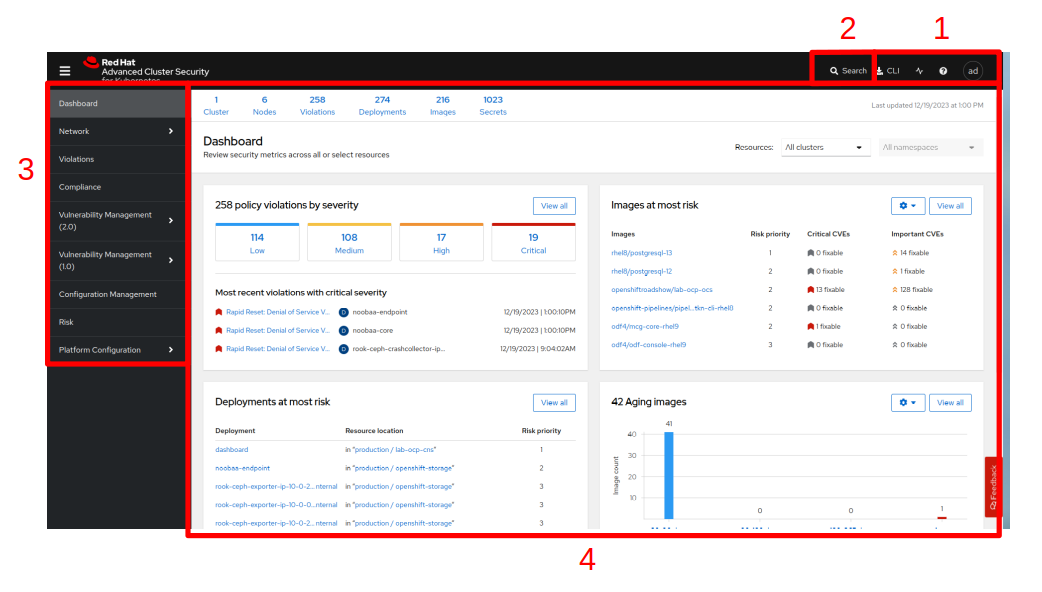 2 1
Red Hat
Advanced Cluster Security
for Kubernetes
Search CLI ad
3
Dashboard
Network
Violations
Compliance
Vulnerability Management
(2.0)
Vulnerability Management
(1.0)
Configuration Management
Risk
Platform Configuration
1 6 258 274 216 1023
Cluster Nodes Violations Deployments Images Secrets
Last updated 12/19/2023 at 1:00 PM
Dashboard
Review security metrics across all or select resources
Resources: All clusters All namespaces
258 policy violations by severity View all
114 108 17 19
Low Medium High Critical
Most recent violations with critical severity
Rapid Reset: Denial of Service V... D noobaa-endpoint 12/19/2023 | 1:00:10PM
Rapid Reset: Denial of Service V... D noobaa-core 12/19/2023 | 1:00:10PM
Rapid Reset: Denial of Service V... D rook-ceph-crashcollector-ip... 12/19/2023 | 9:04:02AM
Images at most risk View all
Images Risk priority Critical CVEs Important CVEs
rhel8/postgresql-13 1 0 fixable 14 fixable
rhel8/postgresql-12 2 0 fixable 1 fixable
openshiftroadshow/lab-ocp-ocs 2 13 fixable 128 fixable
openshift-pipelines/pipel...tkn-cli-rhel8 2 0 fixable 0 fixable
odf4/mcg-core-rhel9 2 1 fixable 0 fixable
odf4/odf-console-rhel9 3 0 fixable 0 fixable
Deployments at most risk View all
Deployment Resource location Risk priority
dashboard in "production / lab-ocp-cns" 1
noobaa-endpoint in "production / openshift-storage" 2
rook-ceph-exporter-ip-10-0-2...nternal in "production / openshift-storage" 3
rook-ceph-exporter-ip-10-0-0...nternal in "production / openshift-storage" 3
rook-ceph-exporter-ip-10-0-2...nternal in "production / openshift-storage" 3
42 Aging images View all
Image count
40
30
20
10
41 0 0 1
Feedback
4